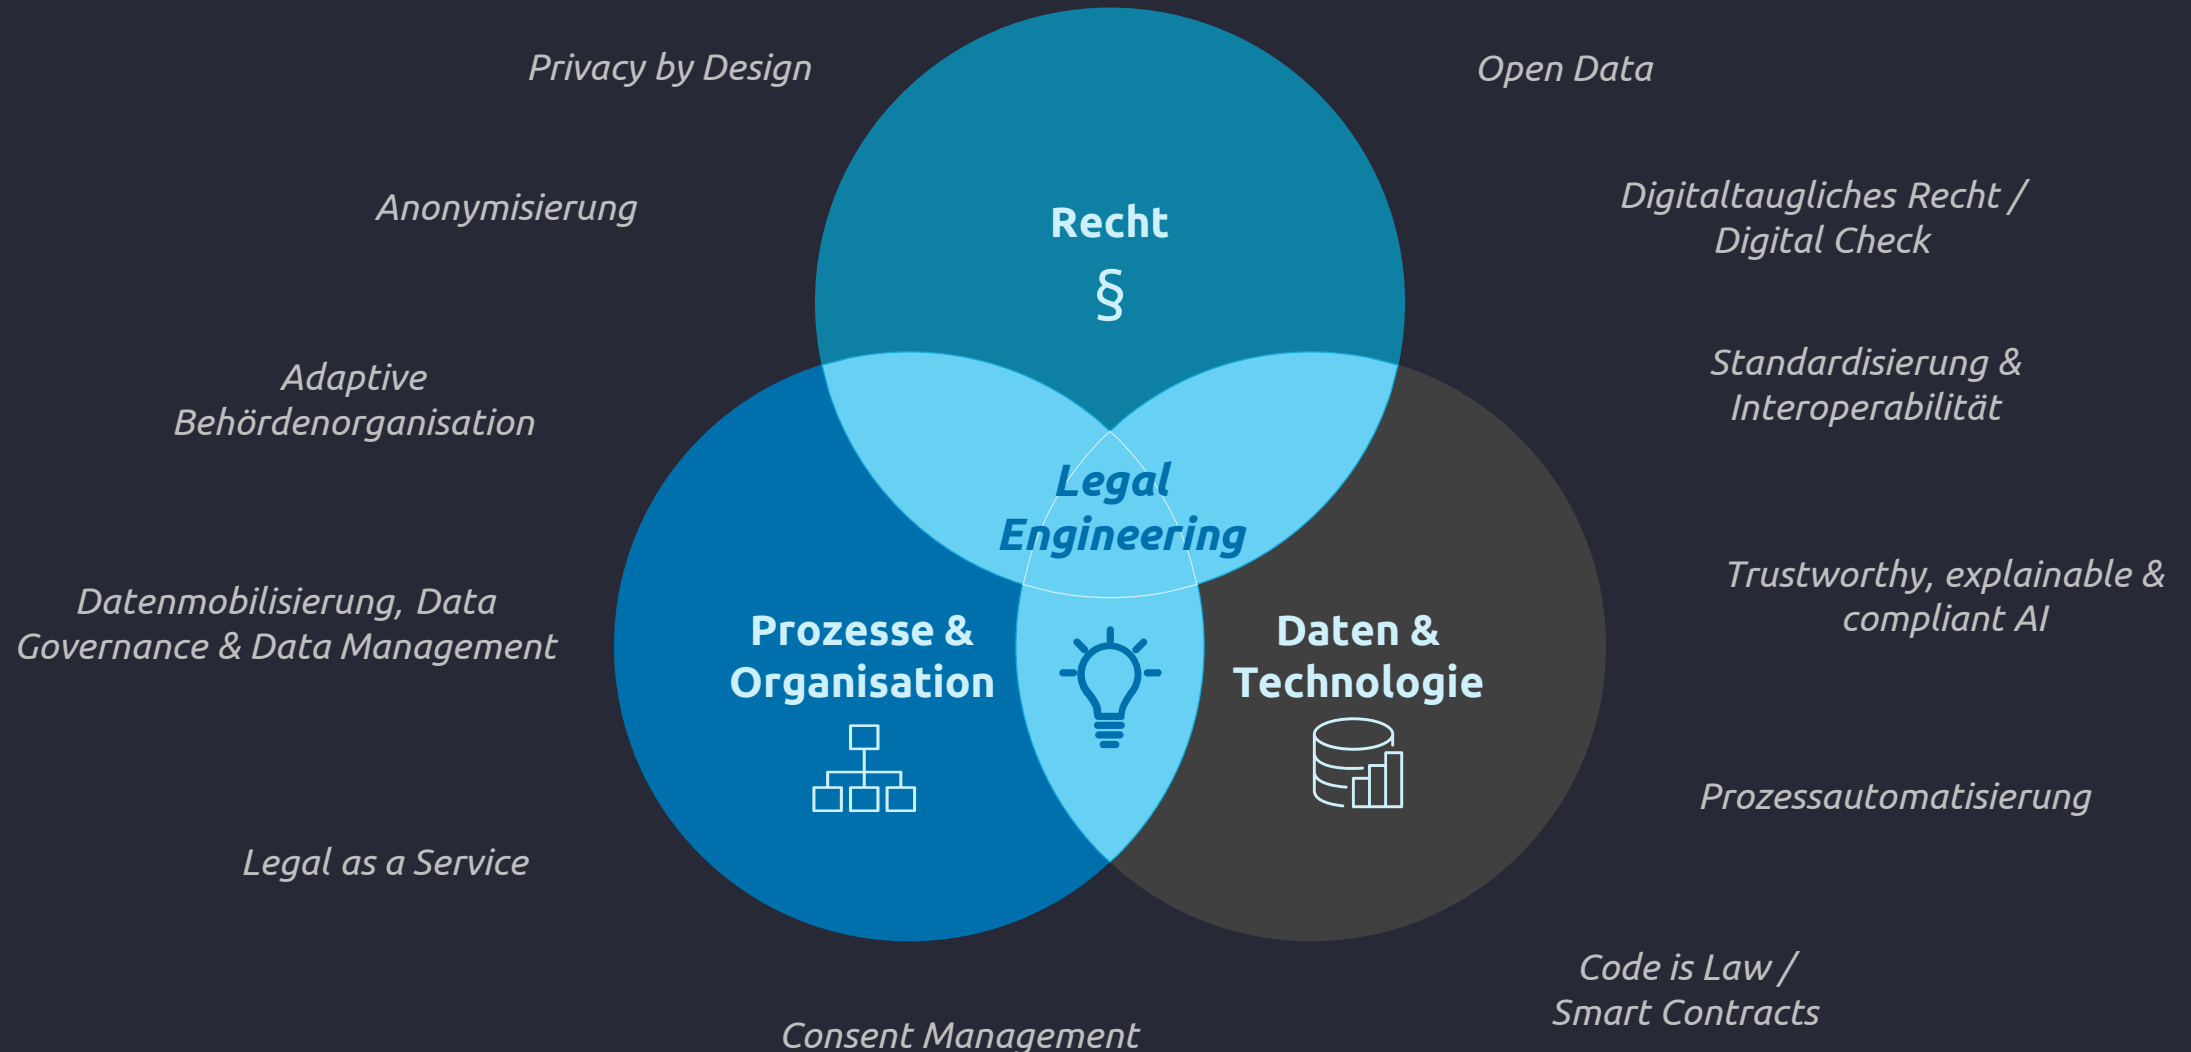 Privacy by Design
Open Data
Anonymisierung
Digitaltaugliches Recht /
Digital Check
Recht
§
Adaptive
Behördenorganisation
Standardisierung &
Interoperabilität
Legal
Engineering
Datenmobilisierung, Data
Governance & Data Management
Prozesse &
Organisation
Daten &
Technologie
Trustworthy, explainable &
compliant AI
Prozessautomatisierung
Legal as a Service
Code is Law /
Smart Contracts
Consent Management